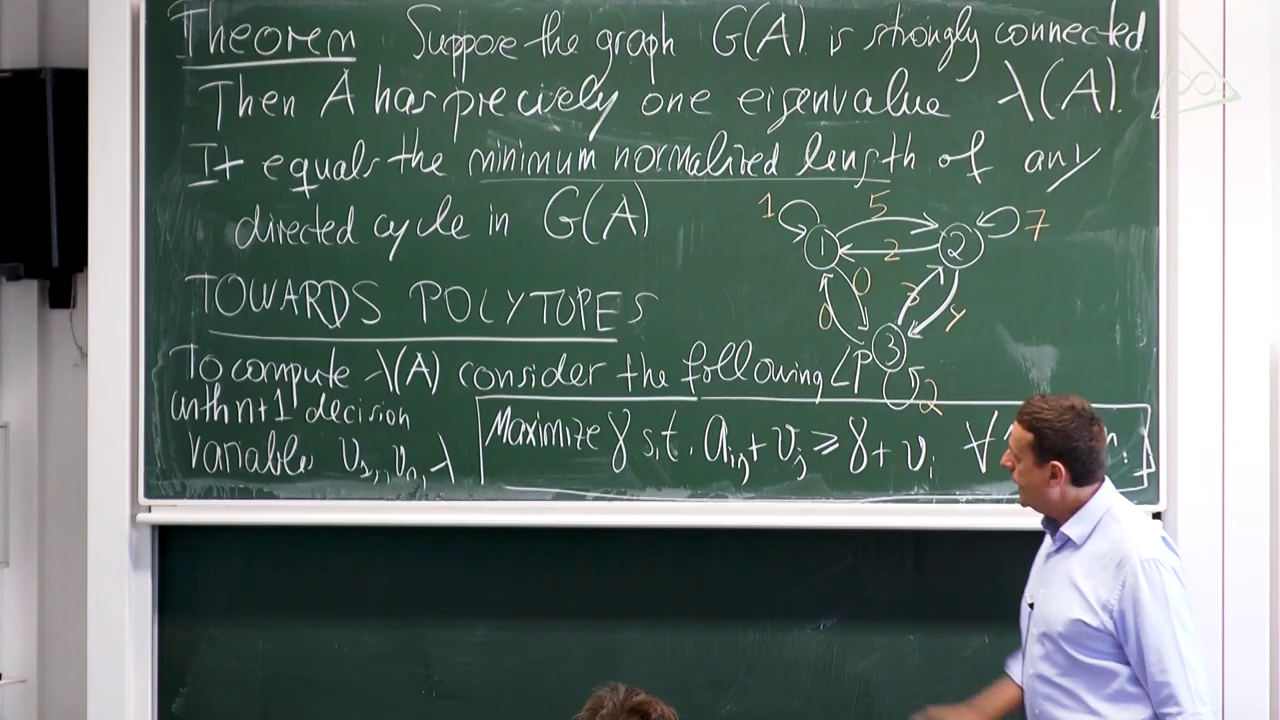 Theorem Suppose the graph G(A) is strongly connected.
Then A has precisely one eigenvalue λ(A).
It equals the minimum normalized length of any
directed cycle in G(A)
1 5 7
1 2 2
0 3
0 3 2
TOWARDS POLYTOPES
To compute λ(A) consider the following LP
with n+1 decision
variables v₁,,vₙ, λ
Maximize γ s.t. aᵢⱼ + vⱼ ≥ γ + vᵢ ∀